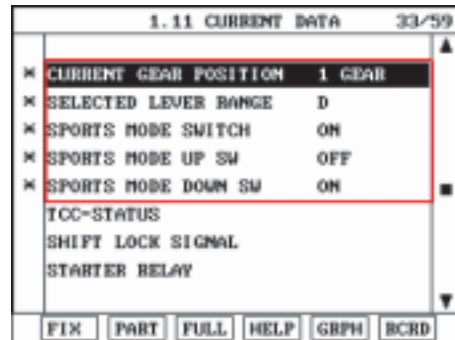 1.11 CURRENT DATA 33/59
× CURRENT GEAR POSITION 1 GEAR
× SELECTED LEVER RANGE D
× SPORTS MODE SWITCH ON
× SPORTS MODE UP SW OFF
× SPORTS MODE DOWN SW ON
TCC-STATUS
SHIFT LOCK SIGNAL
STARTER RELAY
FIX PART FULL HELP GRPH RCRD